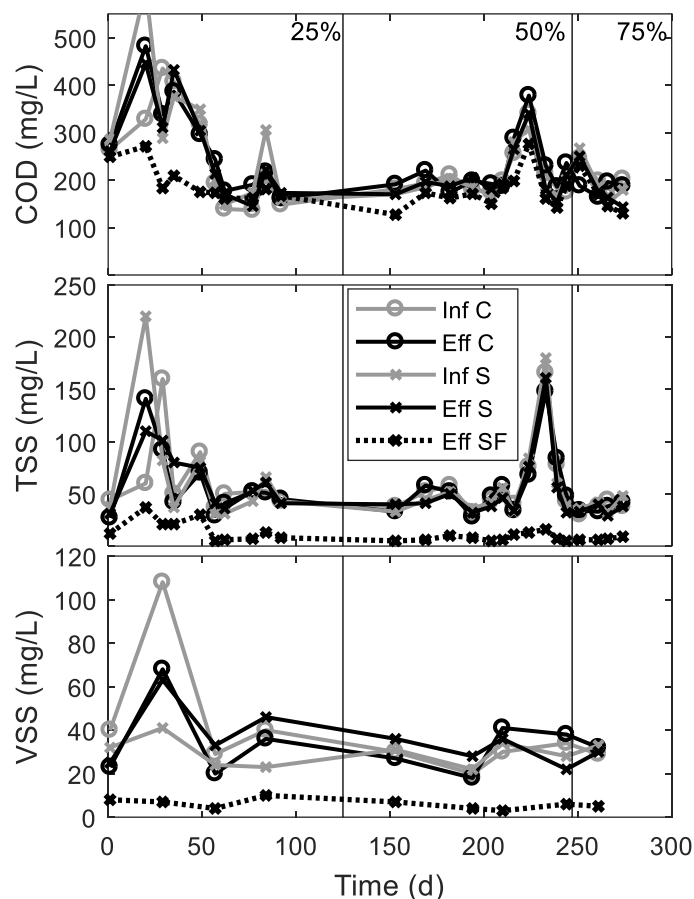 500
400
300
200
100
COD (mg/L)
25%
50%
75%
250
200
150
100
50
0
TSS (mg/L)
Inf C
Eff C
Inf S
Eff S
Eff SF
120
100
80
60
40
20
0
VSS (mg/L)
0 50 100 150 200 250 300
Time (d)